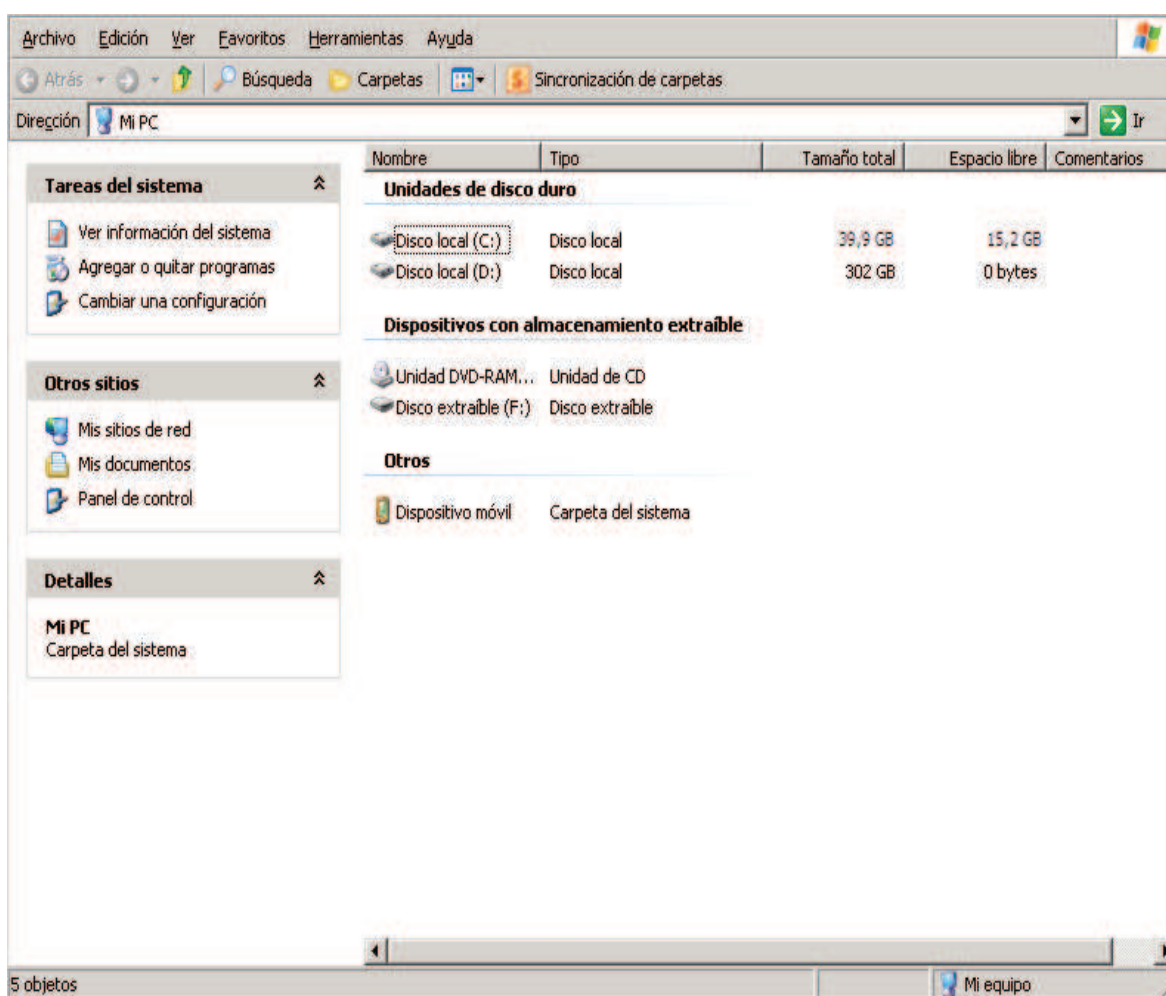 Archivo Edición Ver Favoritos Herramientas Ayuda
Atrás Búsqueda Carpetas Sincronización de carpetas
Dirección Mi PC Ir
Nombre Tipo Tamaño total Espacio libre Comentarios
Tareas del sistema
Ver información del sistema
Agregar o quitar programas
Cambiar una configuración
Otros sitios
Mis sitios de red
Mis documentos
Panel de control
Detalles
Mi PC
Carpeta del sistema
Unidades de disco duro
Disco local (C:) Disco local 39,9 GB 15,2 GB
Disco local (D:) Disco local 302 GB 0 bytes
Dispositivos con almacenamiento extraíble
Unidad DVD-RAM... Unidad de CD
Disco extraíble (F:) Disco extraíble
Otros
Dispositivo móvil Carpeta del sistema
5 objetos Mi equipo